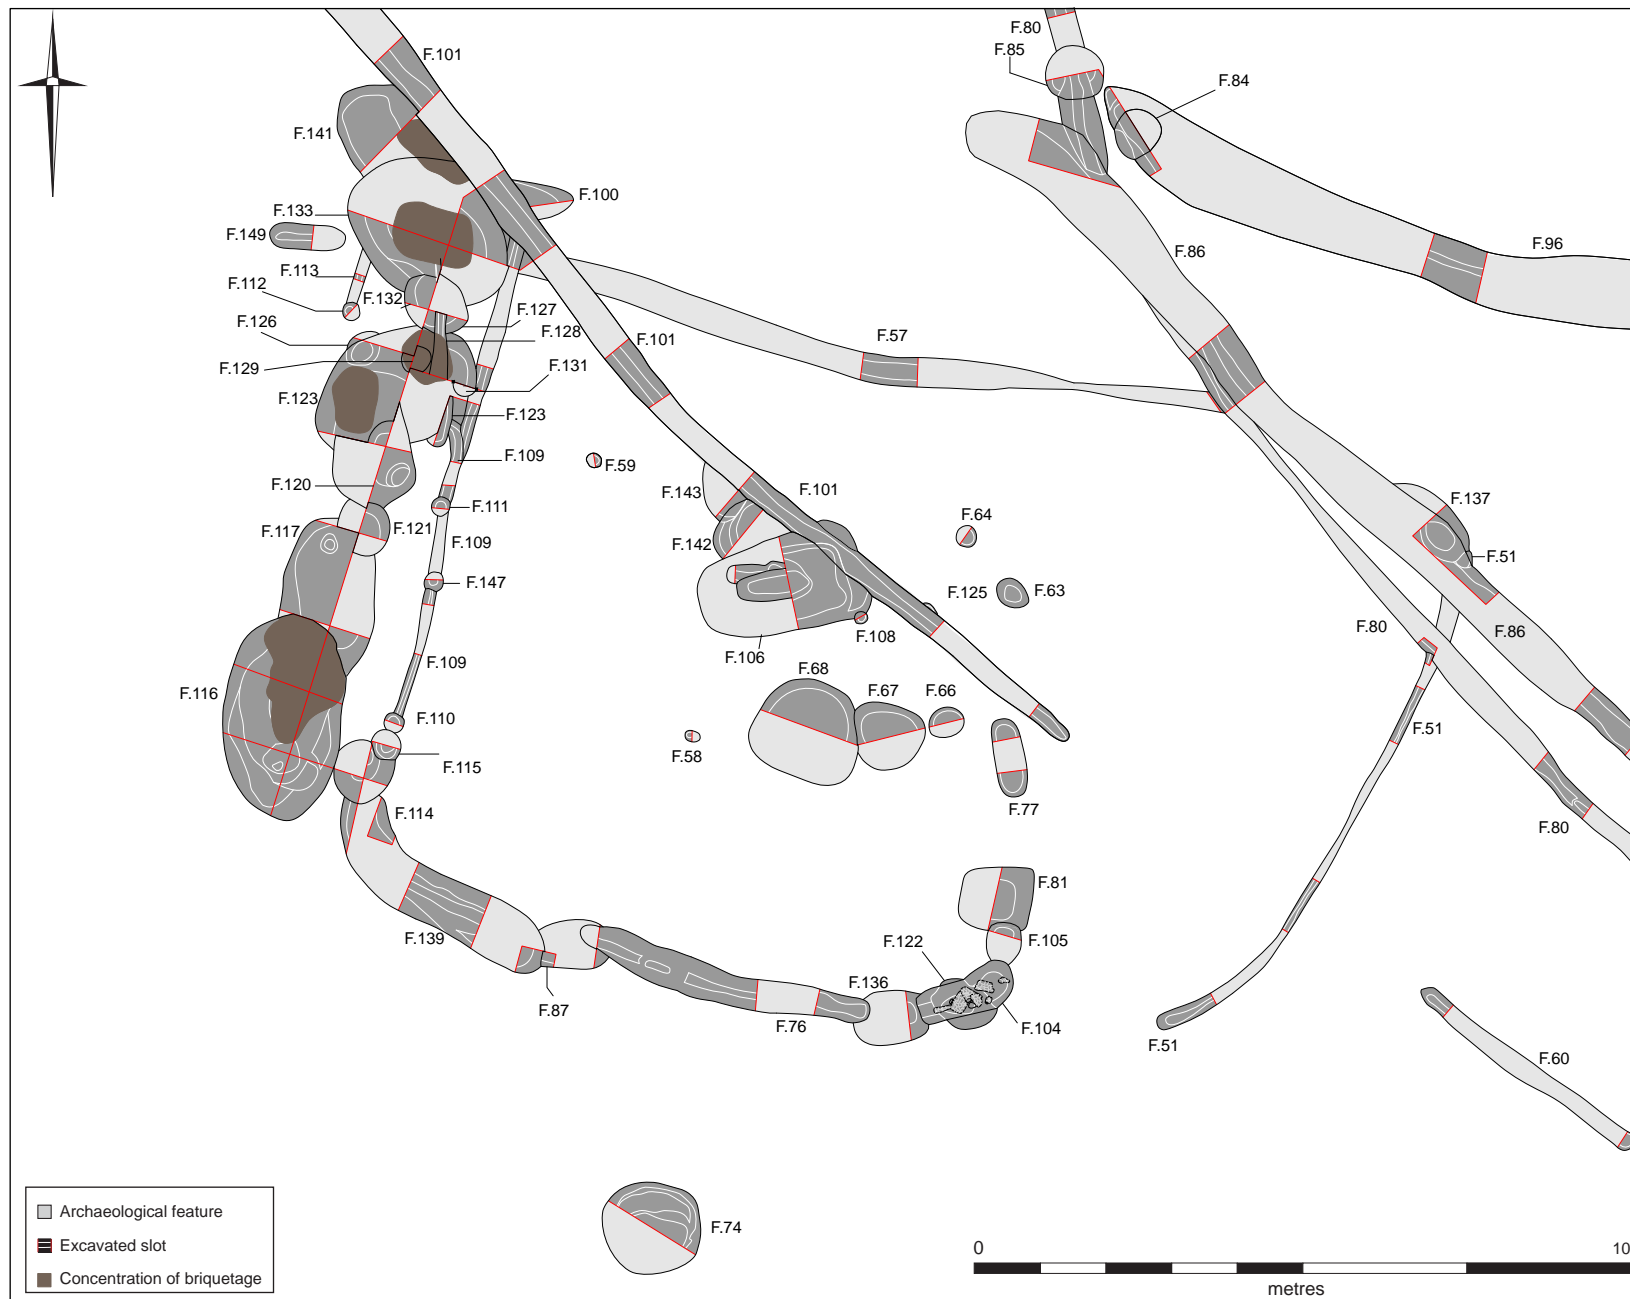 F.80
F.85
F.101
F.84
F.141
F.100
F.133
F.149
F.96
F.86
F.113
F.112
F.132
F.127
F.126
F.128
F.101
F.57
F.129
F.131
F.123
F.123
F.109
F.59
F.120
F.143
F.101
F.137
F.111
F.64
F.117
F.121
F.142
F.109
F.51
F.147
F.125
F.63
F.108
F.80
F.86
F.106
F.109
F.68
F.116
F.67
F.66
F.110
F.51
F.58
F.115
F.77
F.114
F.80
F.81
F.139
F.122
F.105
F.136
F.87
F.76
F.104
F.51
F.60
F.74
Archaeological feature
Excavated slot
Concentration of briquetage
0
10
metres